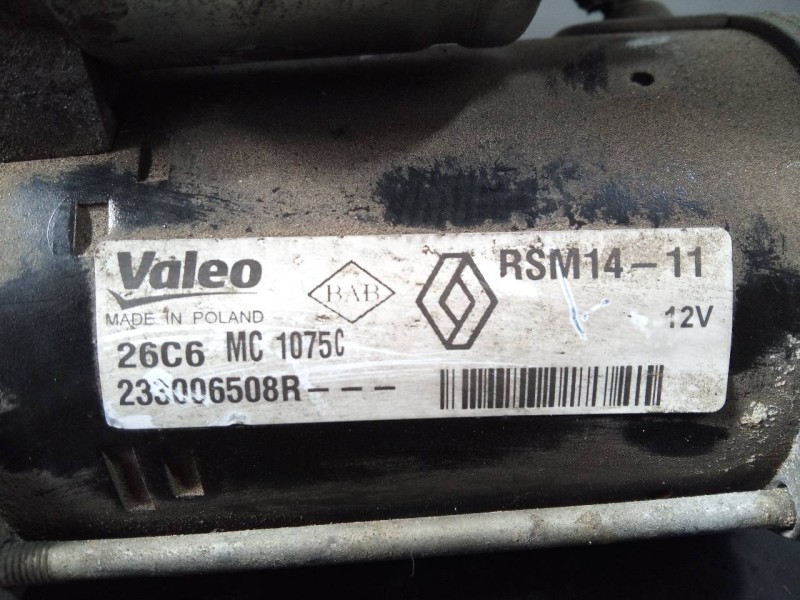 Valeo
MADE IN POLAND
BAB
RSM14-11
12V
26C6 MC 1075C
233006508R---